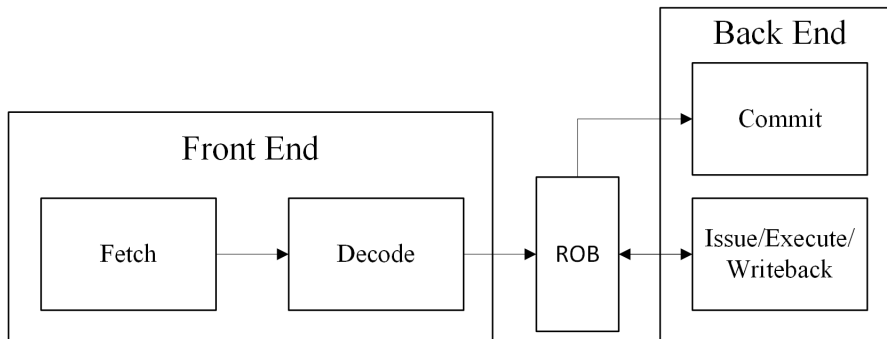 Front End
Fetch
Decode
ROB
Back End
Commit
Issue/Execute/
Writeback